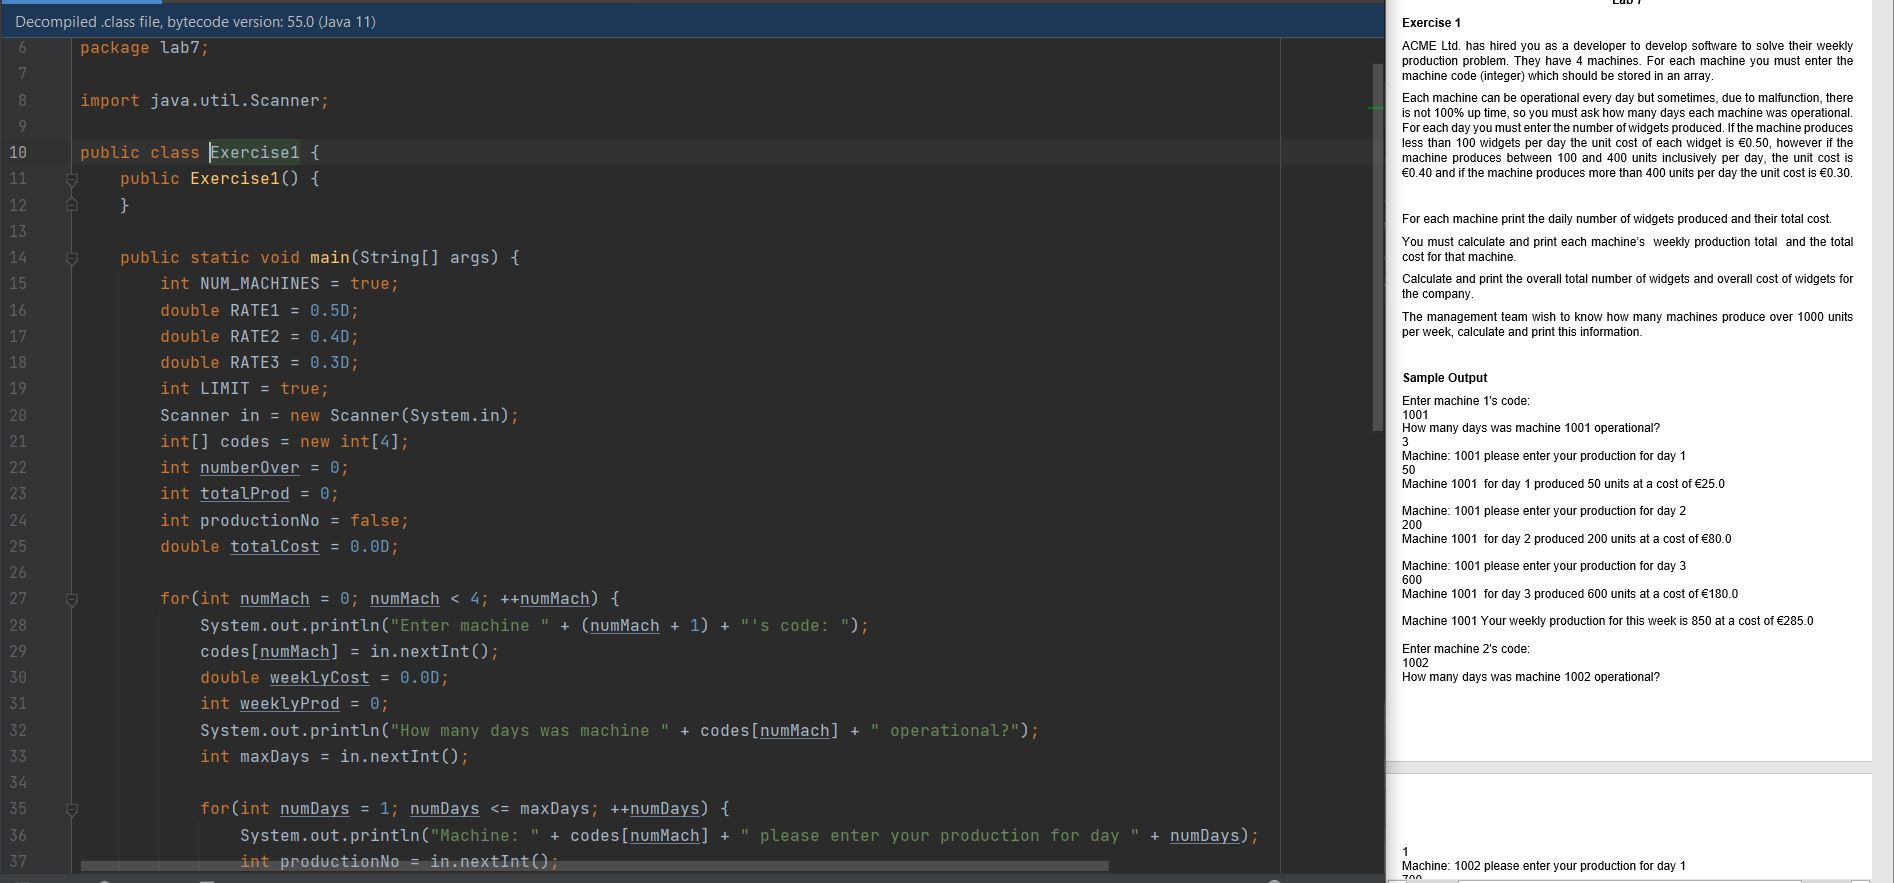 Decompiled .class file, bytecode version: 55.0 (Java 11)
6 package lab7;
7
8 import java.util.Scanner;
9
10 public class Exercise1 {
11 public Exercise1() {
12 }
13
14 public static void main(String[] args) {
15 int NUM_MACHINES = true;
16 double RATE1 = 0.5D;
17 double RATE2 = 0.4D;
18 double RATE3 = 0.3D;
19 int LIMIT = true;
20 Scanner in = new Scanner(System.in);
21 int[] codes = new int[4];
22 int numberOver = 0;
23 int totalProd = 0;
24 int productionNo = false;
25 double totalCost = 0.0D;
26
27 for(int numMach = 0; numMach < 4; ++numMach) {
28 System.out.println("Enter machine " + (numMach + 1) + "'s code: ");
29 codes[numMach] = in.nextInt();
30 double weeklyCost = 0.0D;
31 int weeklyProd = 0;
32 System.out.println("How many days was machine " + codes[numMach] + " operational?");
33 int maxDays = in.nextInt();
34
35 for(int numDays = 1; numDays <= maxDays; ++numDays) {
36 System.out.println("Machine: " + codes[numMach] + " please enter your production for day " + numDays);
37 int productionNo = in.nextInt();
Lab 7
Exercise 1
ACME Ltd. has hired you as a developer to develop software to solve their weekly
production problem. They have 4 machines. For each machine you must enter the
machine code (integer) which should be stored in an array.
Each machine can be operational every day but sometimes, due to malfunction, there
is not 100% up time, so you must ask how many days each machine was operational.
For each day you must enter the number of widgets produced. If the machine produces
less than 100 widgets per day the unit cost of each widget is €0.50, however if the
machine produces between 100 and 400 units inclusively per day, the unit cost is
€0.40 and if the machine produces more than 400 units per day the unit cost is €0.30.
For each machine print the daily number of widgets produced and their total cost.
You must calculate and print each machine's weekly production total and the total
cost for that machine.
Calculate and print the overall total number of widgets and overall cost of widgets for
the company.
The management team wish to know how many machines produce over 1000 units
per week, calculate and print this information.
Sample Output
Enter machine 1's code:
1001
How many days was machine 1001 operational?
3
Machine: 1001 please enter your production for day 1
50
Machine 1001 for day 1 produced 50 units at a cost of €25.0
Machine: 1001 please enter your production for day 2
200
Machine 1001 for day 2 produced 200 units at a cost of €80.0
Machine: 1001 please enter your production for day 3
600
Machine 1001 for day 3 produced 600 units at a cost of €180.0
Machine 1001 Your weekly production for this week is 850 at a cost of €285.0
Enter machine 2's code:
1002
How many days was machine 1002 operational?
1
Machine: 1002 please enter your production for day 1
700